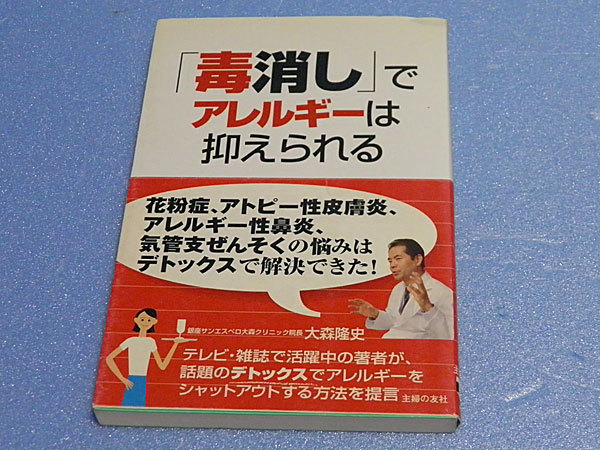 「毒消し」で
アレルギーは
抑えられる
花粉症、アトピー性皮膚炎、
アレルギー性鼻炎、
気管支ぜんそくの悩みは
デトックスで解決できた!
銀座サンエスペロ大森クリニック院長 大森隆史
テレビ・雑誌で活躍中の著者が、
話題のデトックスでアレルギーを
シャットアウトする方法を提言 主婦の友社